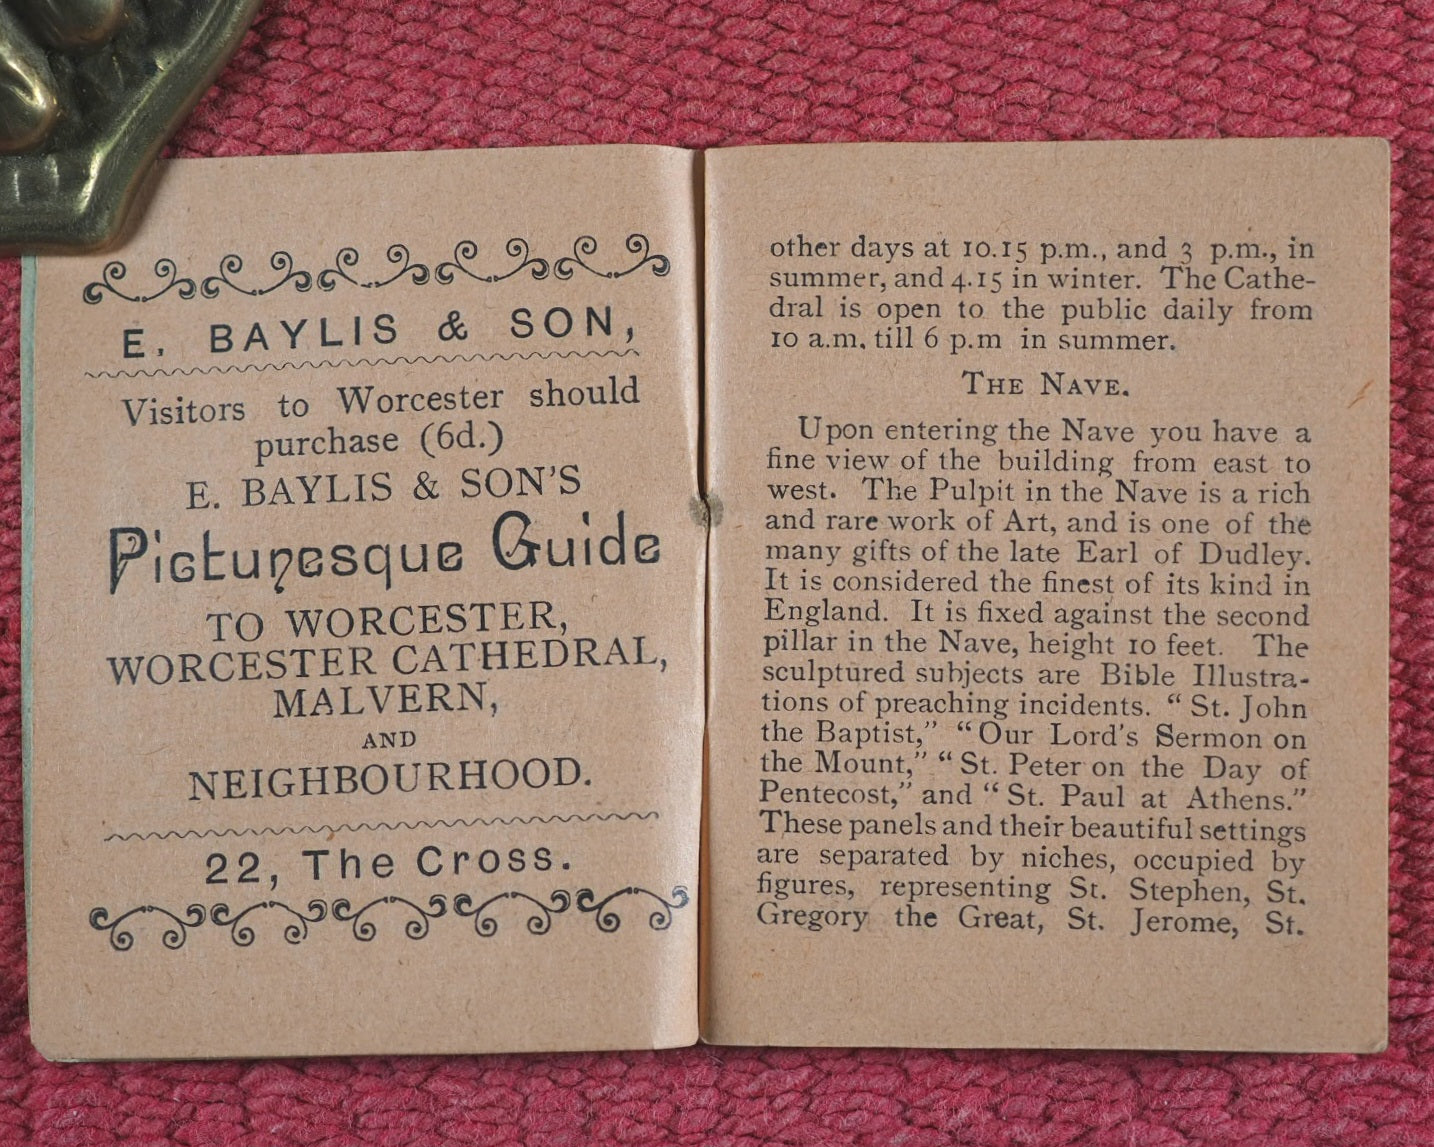 E. BAYLIS & SON,
Visitors to Worcester should
purchase (6d.)
E. BAYLIS & SON'S
Picturesque Guide
TO WORCESTER,
WORCESTER CATHEDRAL,
MALVERN,
AND
NEIGHBOURHOOD.
22, The Cross.
other days at 10.15 p.m., and 3 p.m., in
summer, and 4.15 in winter. The Cathe-
dral is open to the public daily from
10 a.m. till 6 p.m in summer.
THE NAVE.
Upon entering the Nave you have a
fine view of the building from east to
west. The Pulpit in the Nave is a rich
and rare work of Art, and is one of the
many gifts of the late Earl of Dudley.
It is considered the finest of its kind in
England. It is fixed against the second
pillar in the Nave, height 10 feet. The
sculptured subjects are Bible Illustra-
tions of preaching incidents. “ St. John
the Baptist,” “Our Lord's Sermon on
the Mount,” “ St. Peter on the Day of
Pentecost,” and “ St. Paul at Athens.”
These panels and their beautiful settings
are separated by niches, occupied by
figures, representing St. Stephen, St.
Gregory the Great, St. Jerome, St.